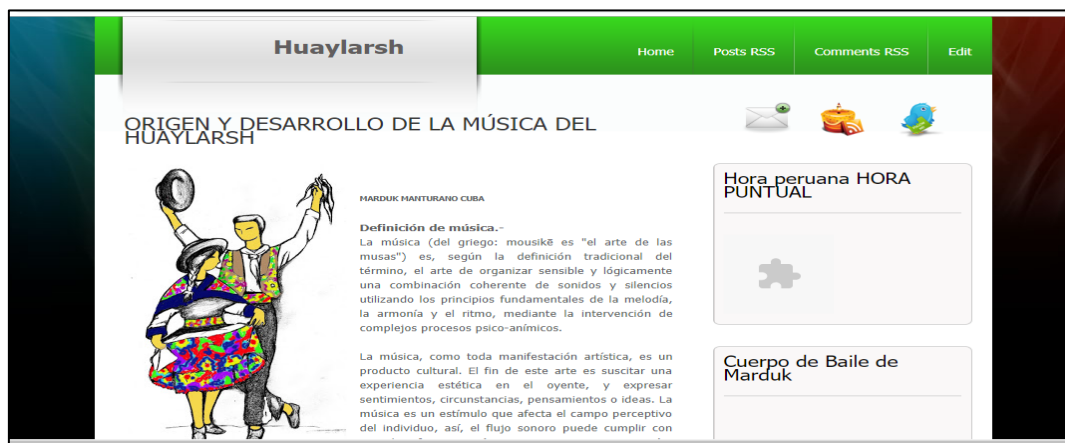 Huaylarsh
Home
Posts RSS
Comments RSS
Edit
ORIGEN Y DESARROLLO DE LA MÚSICA DEL
HUAYLARSH
MARDUK MANTURANO CUBA
Definición de música.-
La música (del griego: mousikē es "el arte de las
musas") es, según la definición tradicional del
término, el arte de organizar sensible y lógicamente
una combinación coherente de sonidos y silencios
utilizando los principios fundamentales de la melodía,
la armonía y el ritmo, mediante la intervención de
complejos procesos psico-anímicos.
La música, como toda manifestación artística, es un
producto cultural. El fin de este arte es suscitar una
experiencia estética en el oyente, y expresar
sentimientos, circunstancias, pensamientos o ideas. La
música es un estímulo que afecta el campo perceptivo
del individuo, así, el flujo sonoro puede cumplir con
Hora peruana HORA
PUNTUAL
Cuerpo de Baile de
Marduk